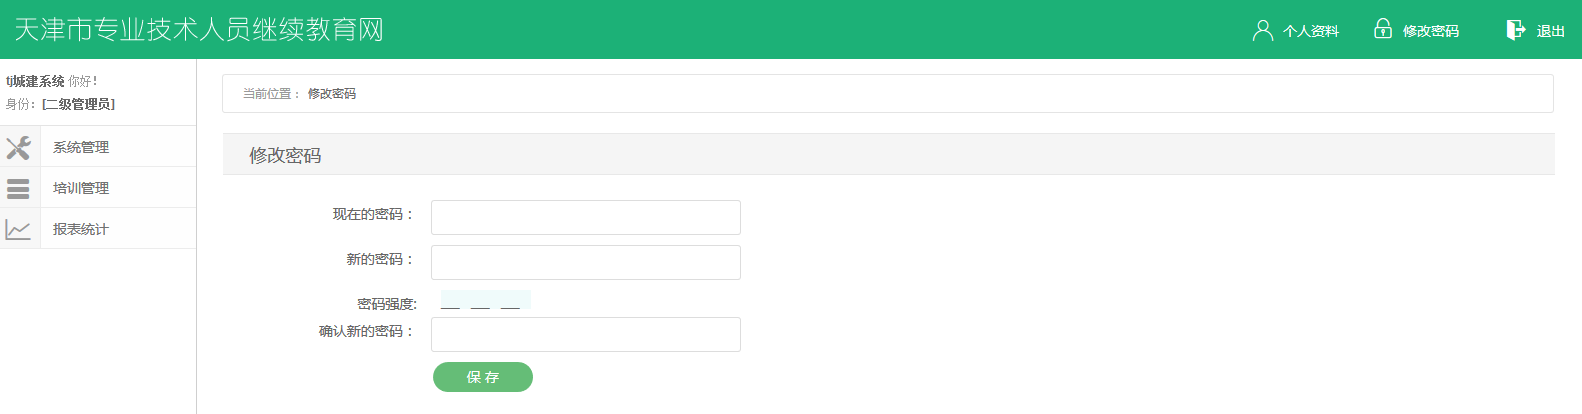 天津市专业技术人员继续教育网
个人资料 修改密码 退出
tj城建系统 你好!
身份：[二级管理员]
系统管理
培训管理
报表统计
当前位置： 修改密码
修改密码
现在的密码：
新的密码：
密码强度:
确认新的密码：
保 存